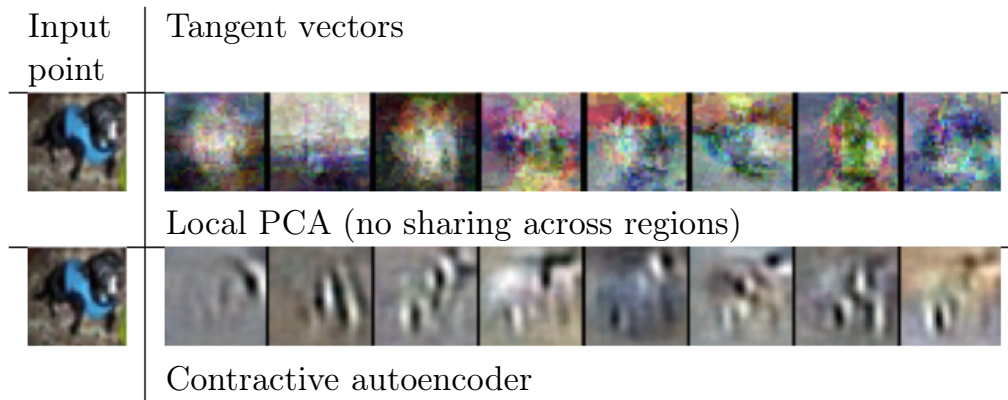 Input
point
Tangent vectors
Local PCA (no sharing across regions)
Contractive autoencoder